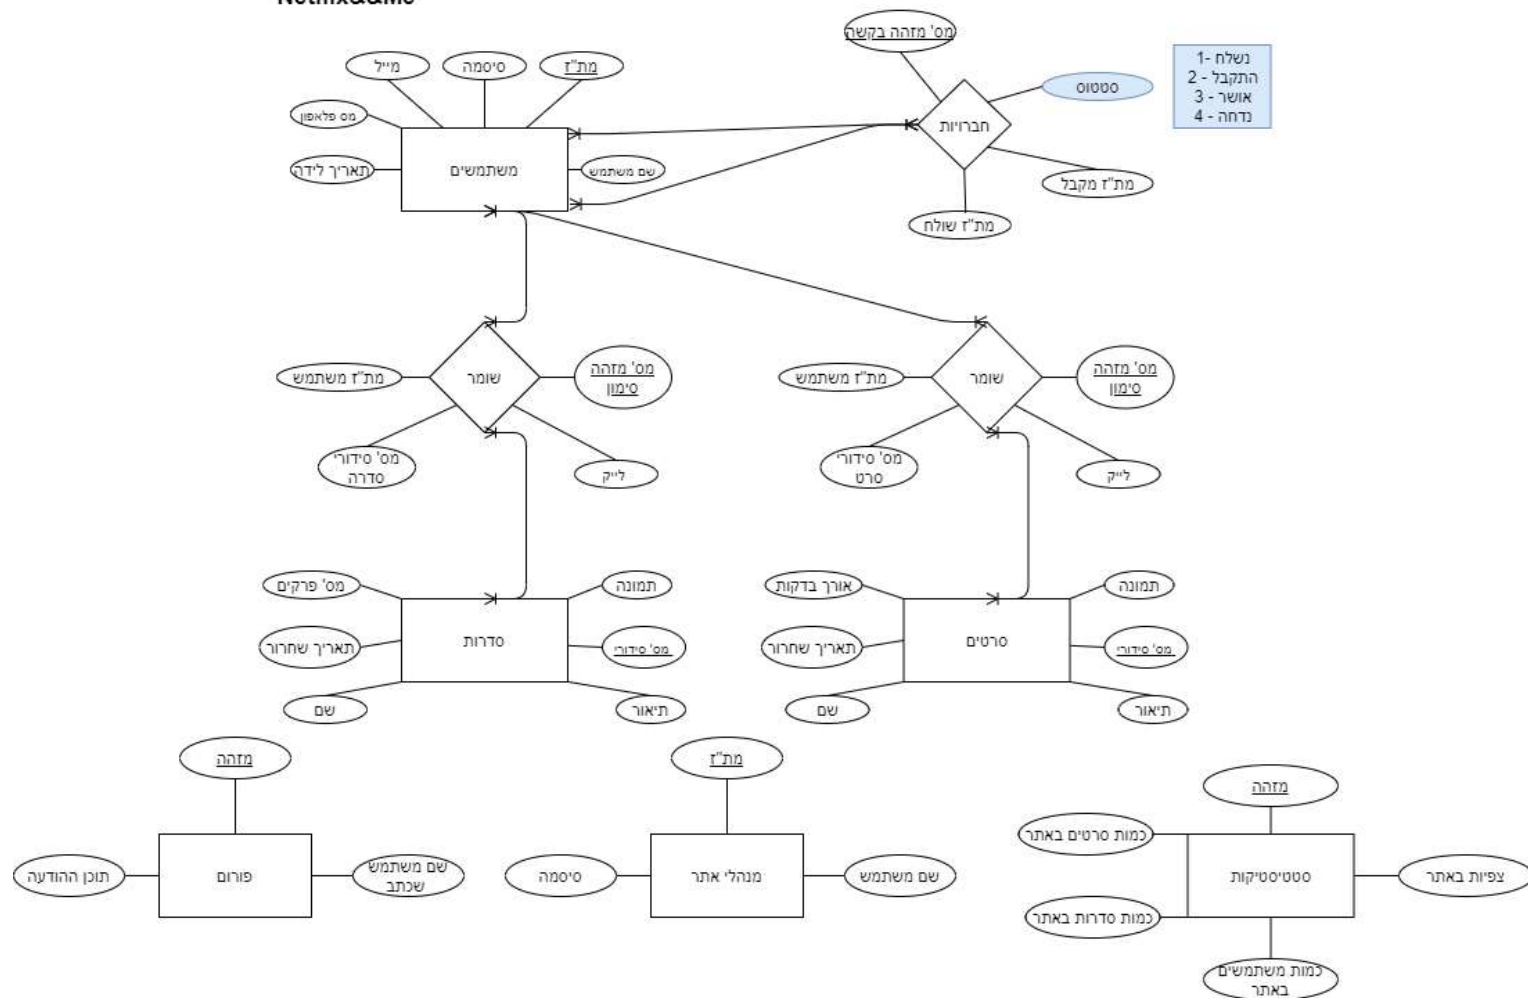 מס' מזהה בקשה
נשלח -1
התקבל - 2
אושר - 3
נדחה - 4
סטטוס
מת"ז
סיסמה
מייל
מס פלאפון
חברויות
משתמשים
שם משתמש
תאריך לידה
מת"ז מקבל
מת"ז שולח
מס' מזהה
סימון
שומר
מת"ז משתמש
מס' מזהה
סימון
שומר
מת"ז משתמש
לייק
מס' סידורי
סרט
לייק
מס' סידורי
סדרה
תמונה
אורך בדקות
תמונה
מס' פרקים
מס' סידורי
סרטים
תאריך שחרור
מס' סידורי
סדרות
תאריך שחרור
תיאור
שם
תיאור
שם
מזהה
מת"ז
מזהה
כמות סרטים באתר
צפיות באתר
סטטיסטיקות
שם משתמש
מנהלי אתר
סיסמה
שם משתמש
שכתב
פורום
תוכן ההודעה
כמות סדרות באתר
כמות משתמשים
באתר